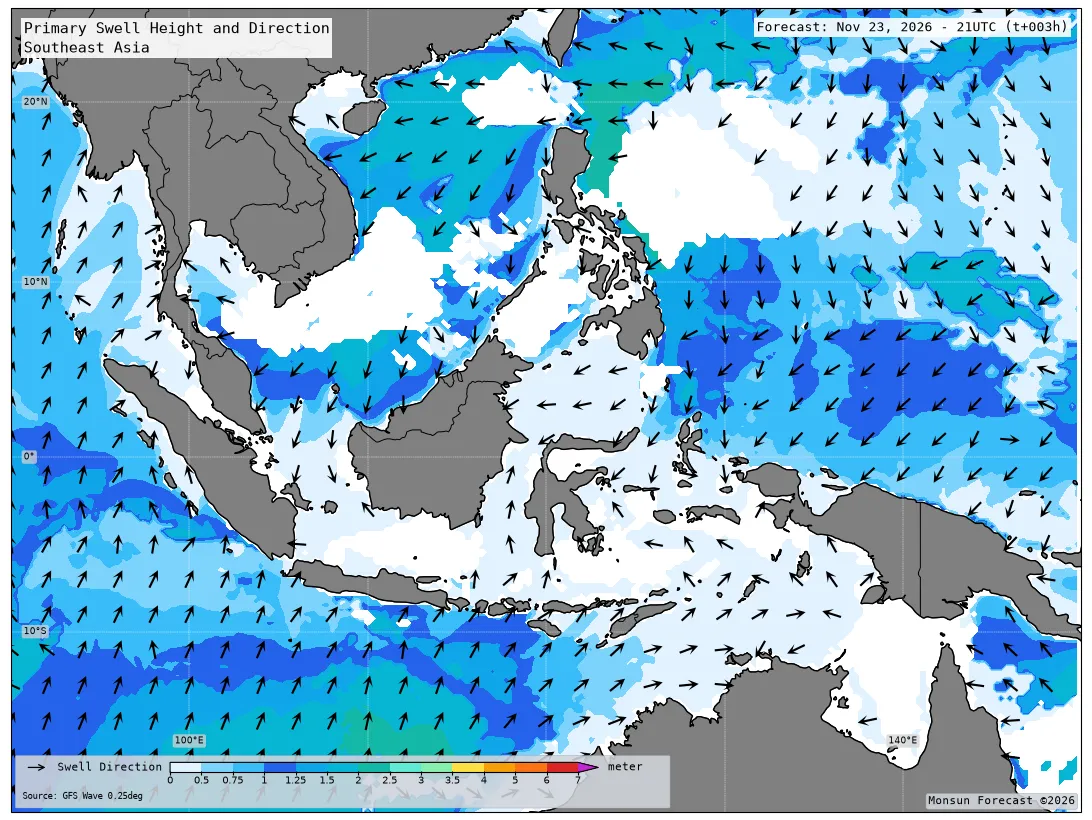 Primary Swell Height and Direction
Southeast Asia
Forecast: Nov 23, 2026 - 21UTC (t+003h)
20°N
10°N
0°
10°S
100°E
140°E
Swell Direction
0 0.5 0.75 1 1.25 1.5 2 2.5 3 3.5 4 5 6 7
meter
Source: GFS Wave 0.25deg
Monsun Forecast ©2026